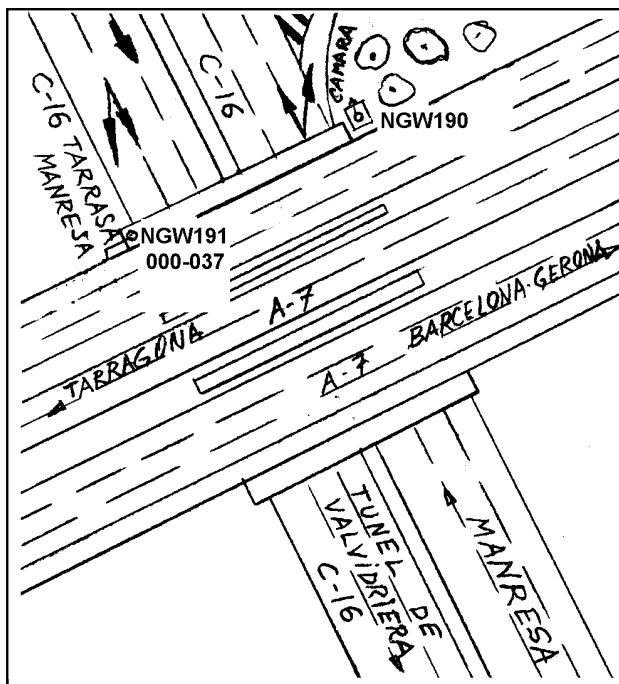 C-16
C-16 TARRASA
MANRESA
CAMARA
NGW190
NGW191
000-037
TARRAGONA
A-7
BARCELONA-GERONA
A-7
TUNEL DE
VALVIDRIERA
C-16
MANRESA